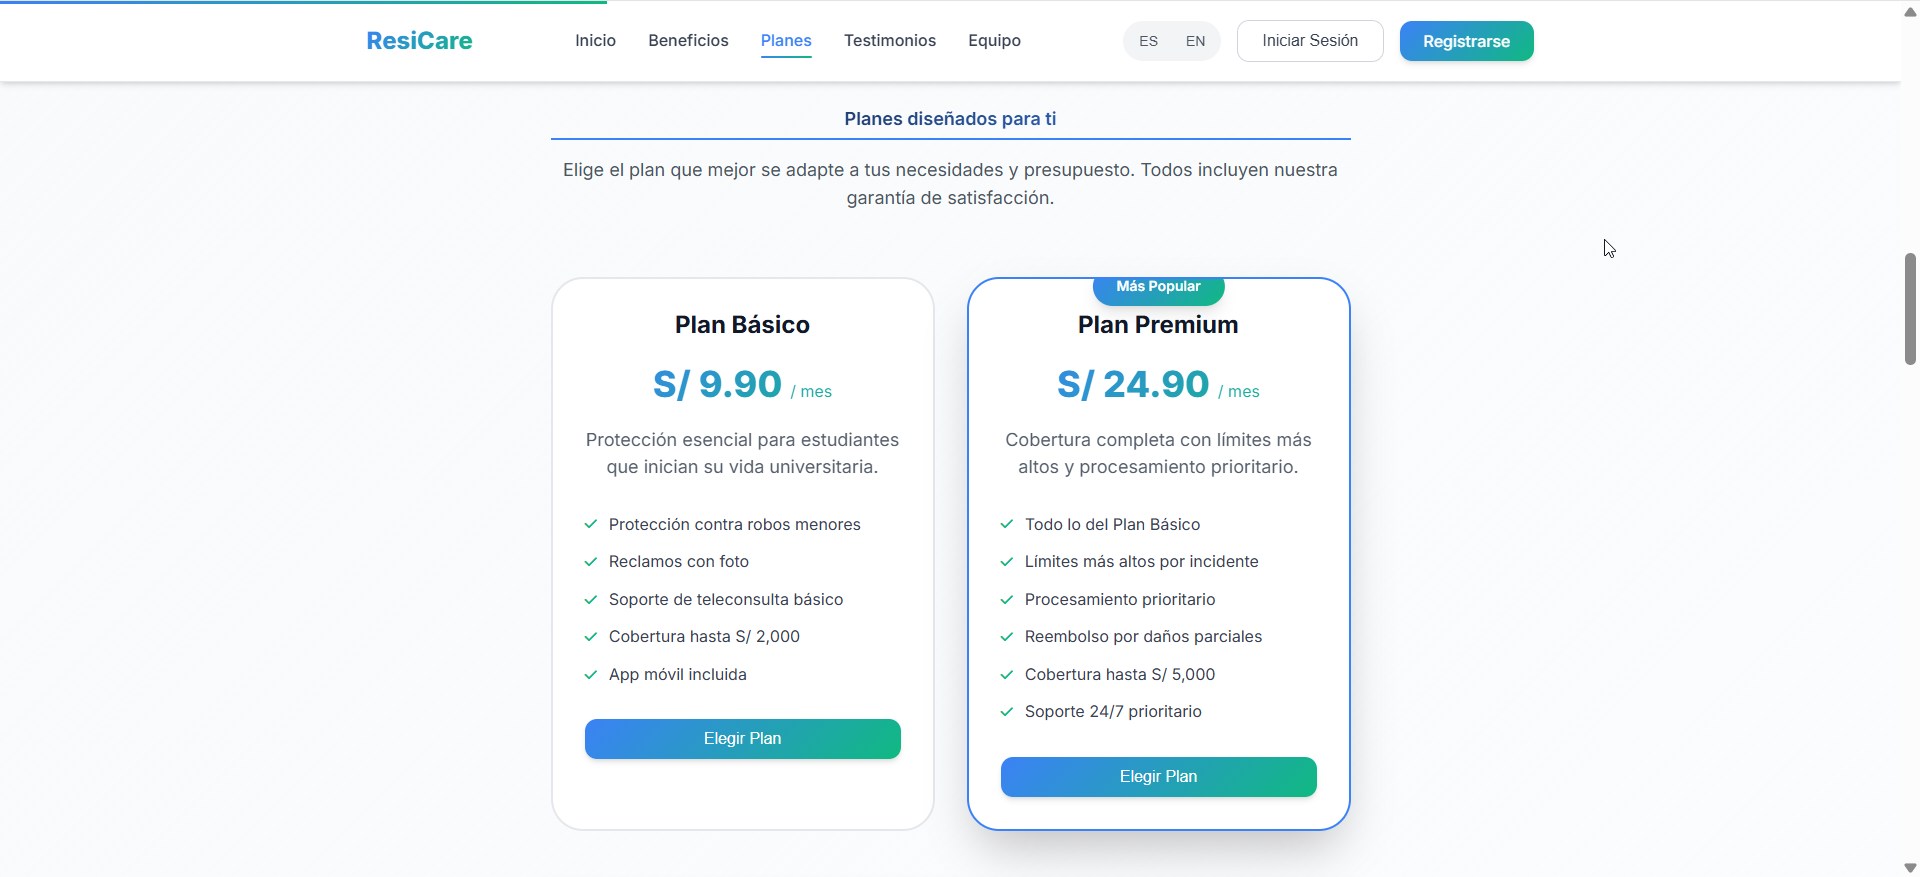 ResiCare
Inicio
Beneficios
Planes
Testimonios
Equipo
ES
EN
Iniciar Sesión
Registrarse
Planes diseñados para ti
Elige el plan que mejor se adapte a tus necesidades y presupuesto. Todos incluyen nuestra
garantía de satisfacción.
Plan Básico
S/ 9.90 / mes
Protección esencial para estudiantes
que inician su vida universitaria.
Protección contra robos menores
Reclamos con foto
Soporte de teleconsulta básico
Cobertura hasta S/ 2,000
App móvil incluida
Elegir Plan
Más Popular
Plan Premium
S/ 24.90 / mes
Cobertura completa con límites más
altos y procesamiento prioritario.
Todo lo del Plan Básico
Límites más altos por incidente
Procesamiento prioritario
Reembolso por daños parciales
Cobertura hasta S/ 5,000
Soporte 24/7 prioritario
Elegir Plan